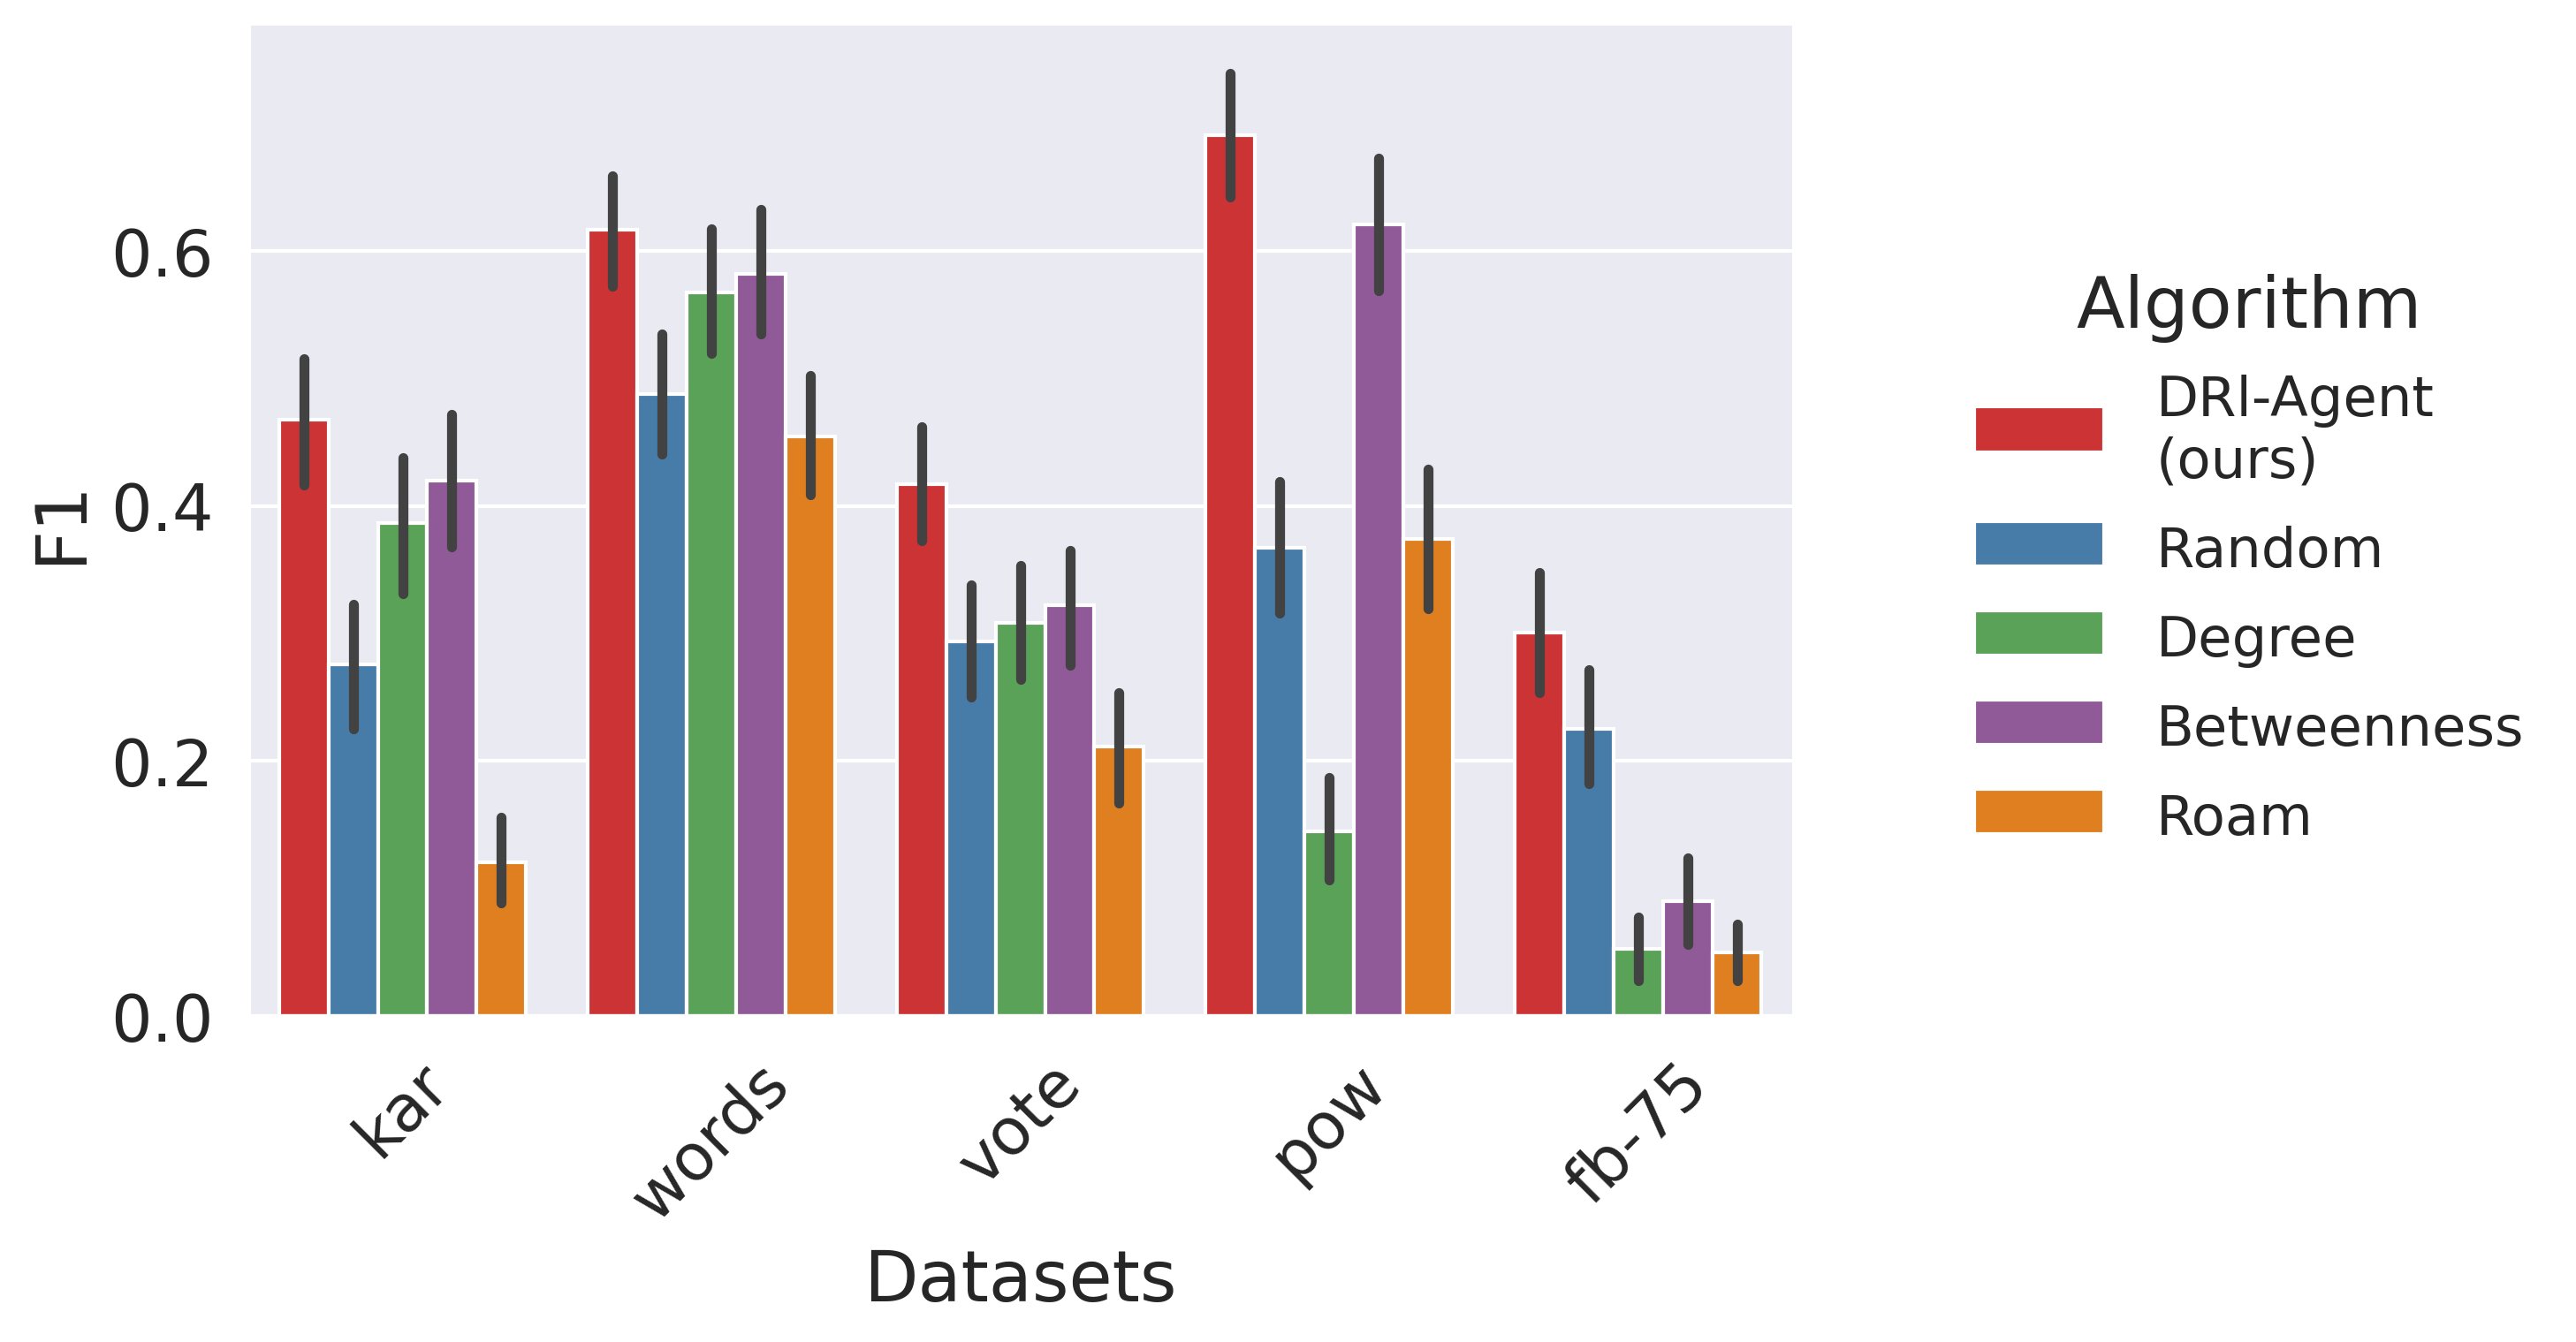 F1
0.6
0.4
0.2
0.0
kar
words
vote
pow
fb-75
Datasets
Algorithm
DRl-Agent
(ours)
Random
Degree
Betweenness
Roam